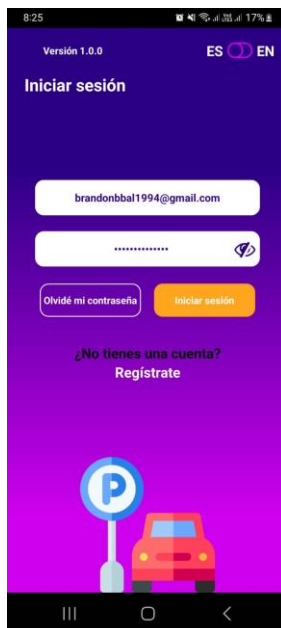 8:25
17%
Versión 1.0.0
ES EN
Iniciar sesión
brandonbbal1994@gmail.com
••••••••••••••
Olvidé mi contraseña
Iniciar sesión
¿No tienes una cuenta?
Regístrate
P